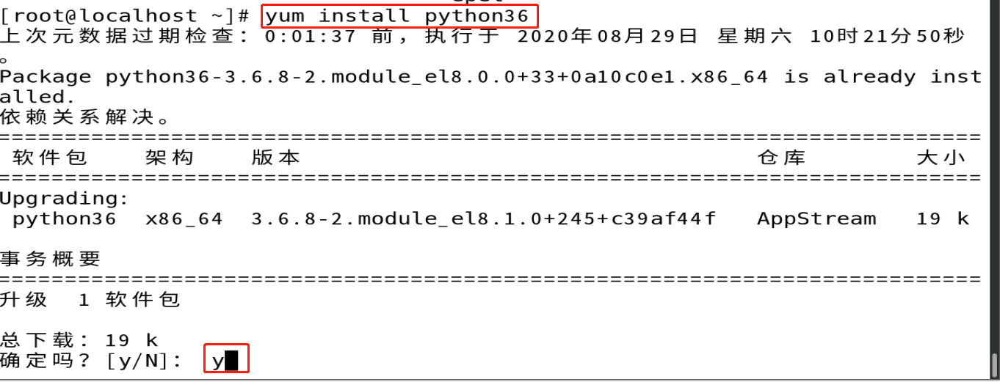 [root@localhost ~]# yum install python36
上次元数据过期检查：0:01:37 前，执行于 2020年08月29日 星期六 10时21分50秒
。
Package python36-3.6.8-2.module_el8.0.0+33+0a10c0e1.x86_64 is already inst
alled.
依赖关系解决。
==========================================================================
软件包 架构 版本 仓库 大小
==========================================================================
Upgrading:
python36 x86_64 3.6.8-2.module_el8.1.0+245+c39af44f AppStream 19 k
事务概要
==========================================================================
升级 1 软件包
总下载：19 k
确定吗？[y/N]： y